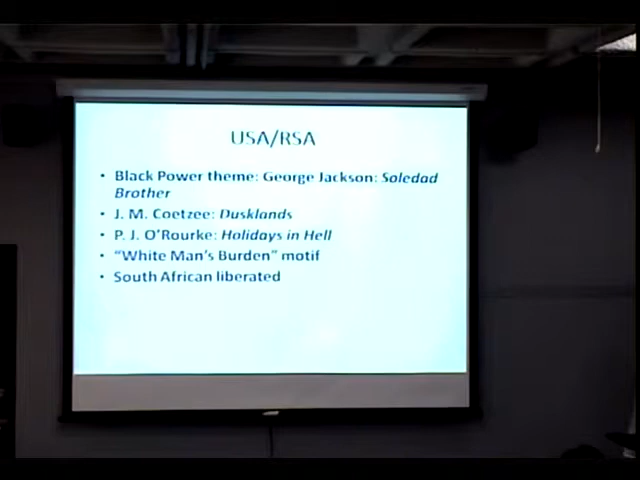 USA/RSA
• Black Power theme: George Jackson: Soledad
Brother
• J. M. Coetzee: Dusklands
• P. J. O'Rourke: Holidays in Hell
• "White Man's Burden" motif
• South African liberated